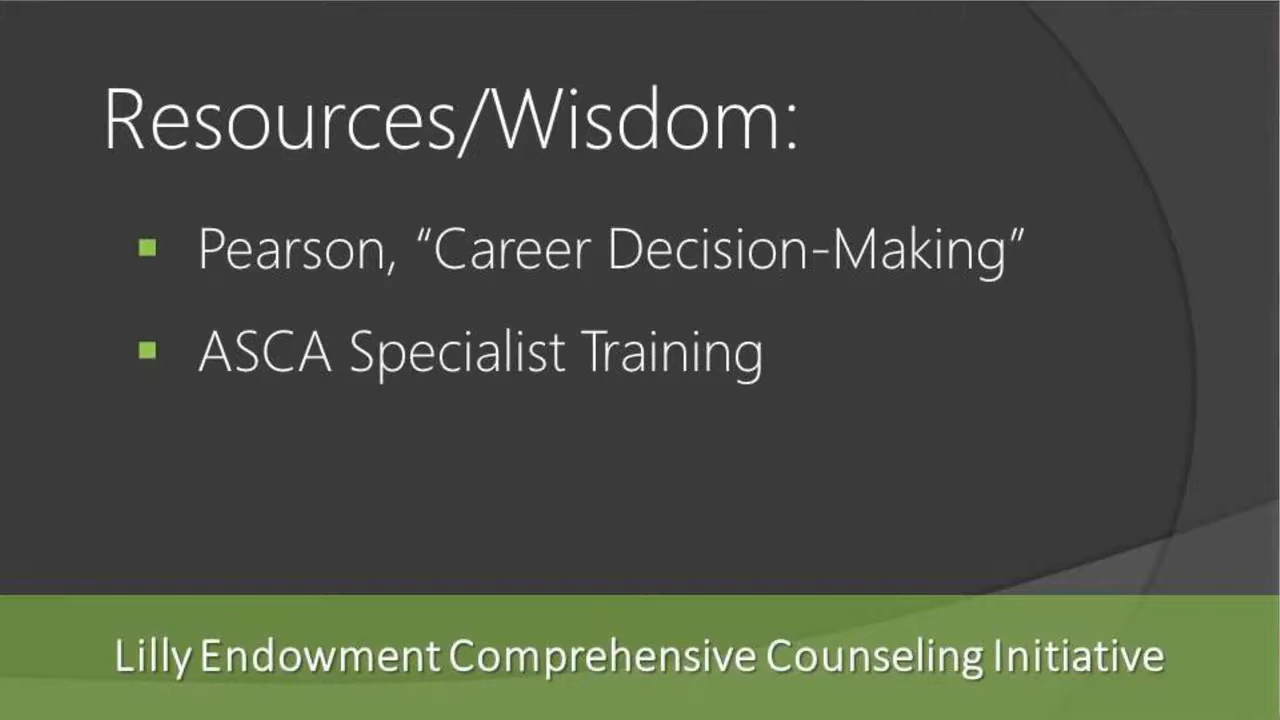 Resources/Wisdom:
Pearson, “Career Decision-Making”
ASCA Specialist Training
Lilly Endowment Comprehensive Counseling Initiative